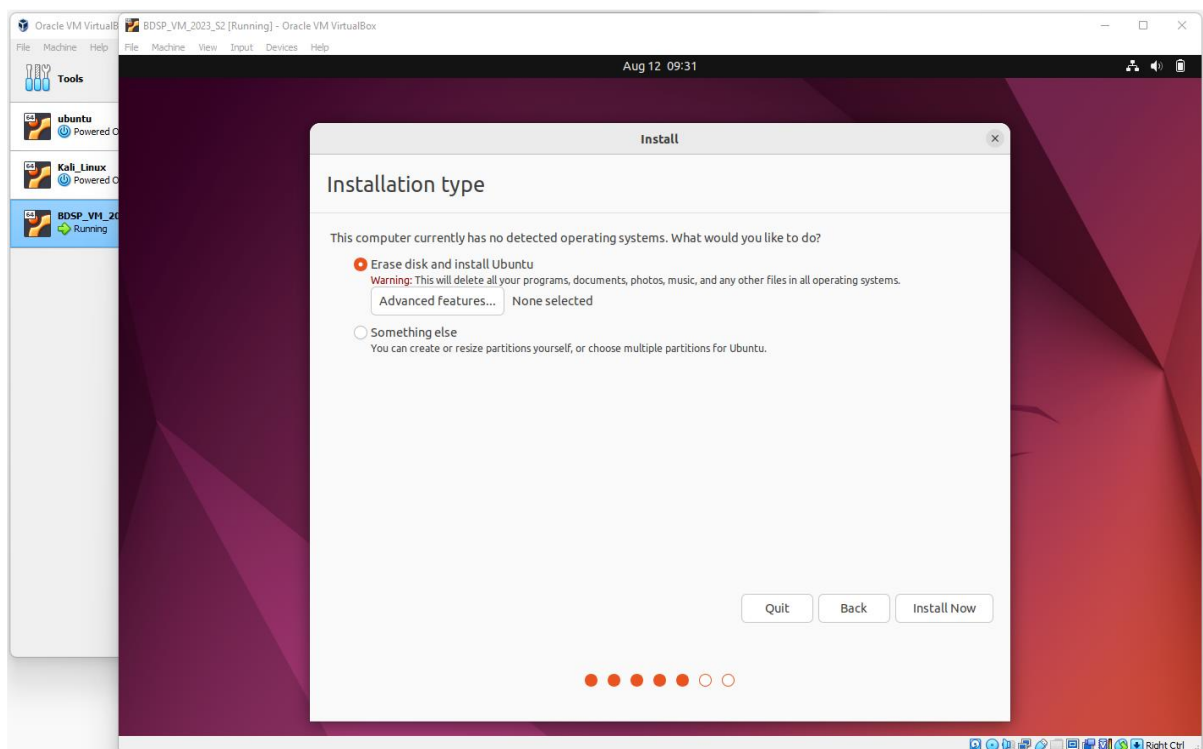 Oracle VM VirtualB
File Machine Help
Tools
64
ubuntu
Powered O
64
Kali_Linux
Powered O
64
BDSP_VM_20
Running
BDSP_VM_2023_S2 [Running] - Oracle VM VirtualBox
File Machine View Input Devices Help
Aug 12 09:31
Install
Installation type
This computer currently has no detected operating systems. What would you like to do?
Erase disk and install Ubuntu
Warning: This will delete all your programs, documents, photos, music, and any other files in all operating systems.
Advanced features... None selected
Something else
You can create or resize partitions yourself, or choose multiple partitions for Ubuntu.
Quit Back Install Now
Right Ctrl